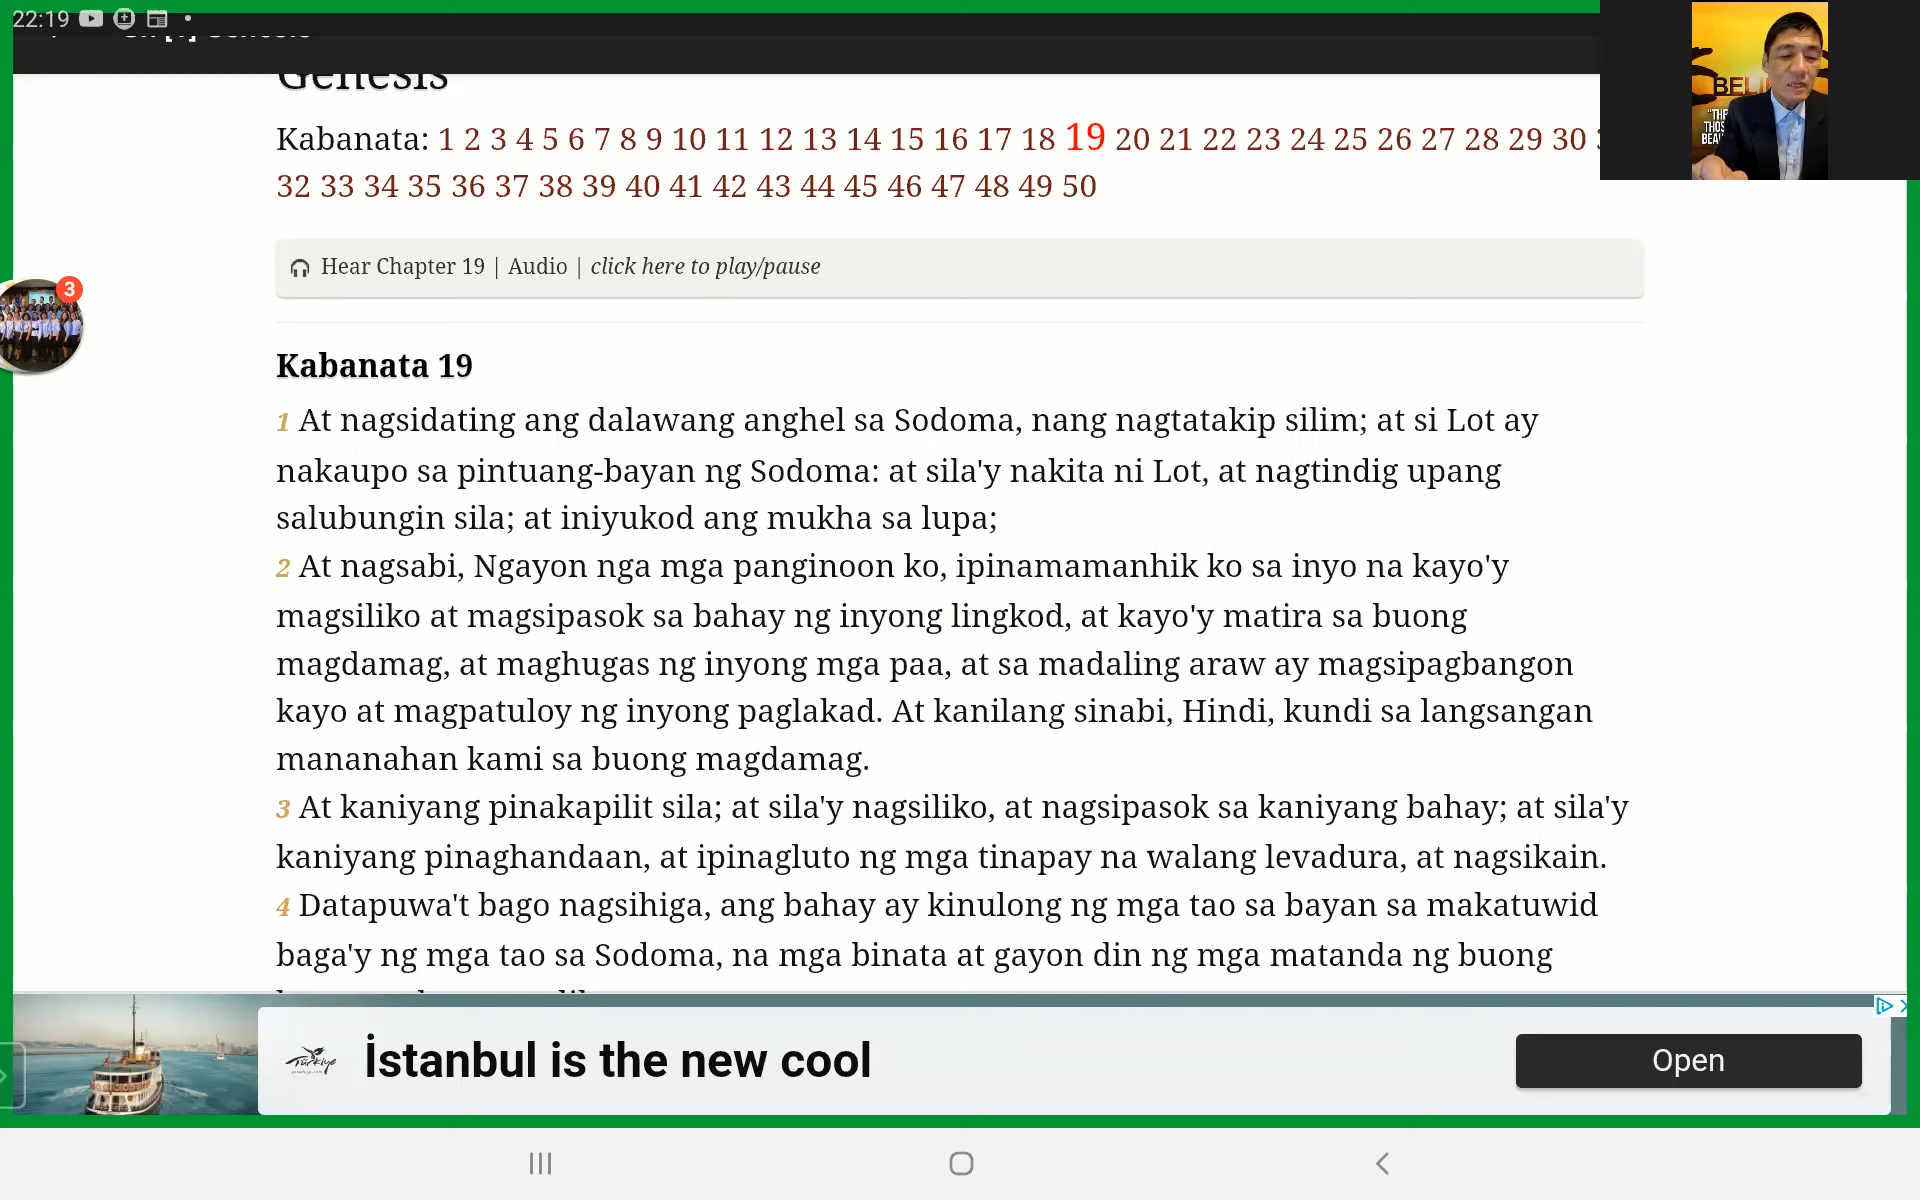 22:19
Genesis
Kabanata: 1 2 3 4 5 6 7 8 9 10 11 12 13 14 15 16 17 18 19 20 21 22 23 24 25 26 27 28 29 30
32 33 34 35 36 37 38 39 40 41 42 43 44 45 46 47 48 49 50
Hear Chapter 19 | Audio | click here to play/pause
3
Kabanata 19
1 At nagsidating ang dalawang anghel sa Sodoma, nang nagtatakip silim; at si Lot ay
nakaupo sa pintuang-bayan ng Sodoma: at sila'y nakita ni Lot, at nagtindig upang
salubungin sila; at iniyukod ang mukha sa lupa;
2 At nagsabi, Ngayon nga mga panginoon ko, ipinamamanhik ko sa inyo na kayo'y
magsiliko at magsipasok sa bahay ng inyong lingkod, at kayo'y matira sa buong
magdamag, at maghugas ng inyong mga paa, at sa madaling araw ay magsipagbangon
kayo at magpatuloy ng inyong paglakad. At kanilang sinabi, Hindi, kundi sa langsangan
mananahan kami sa buong magdamag.
3 At kaniyang pinakapilit sila; at sila'y nagsiliko, at nagsipasok sa kaniyang bahay; at sila'y
kaniyang pinaghandaan, at ipinagluto ng mga tinapay na walang levadura, at nagsikain.
4 Datapuwa't bago nagsihiga, ang bahay ay kinulong ng mga tao sa bayan sa makatuwid
baga'y ng mga tao sa Sodoma, na mga binata at gayon din ng mga matanda ng buong
Türkiye
İstanbul is the new cool
Open